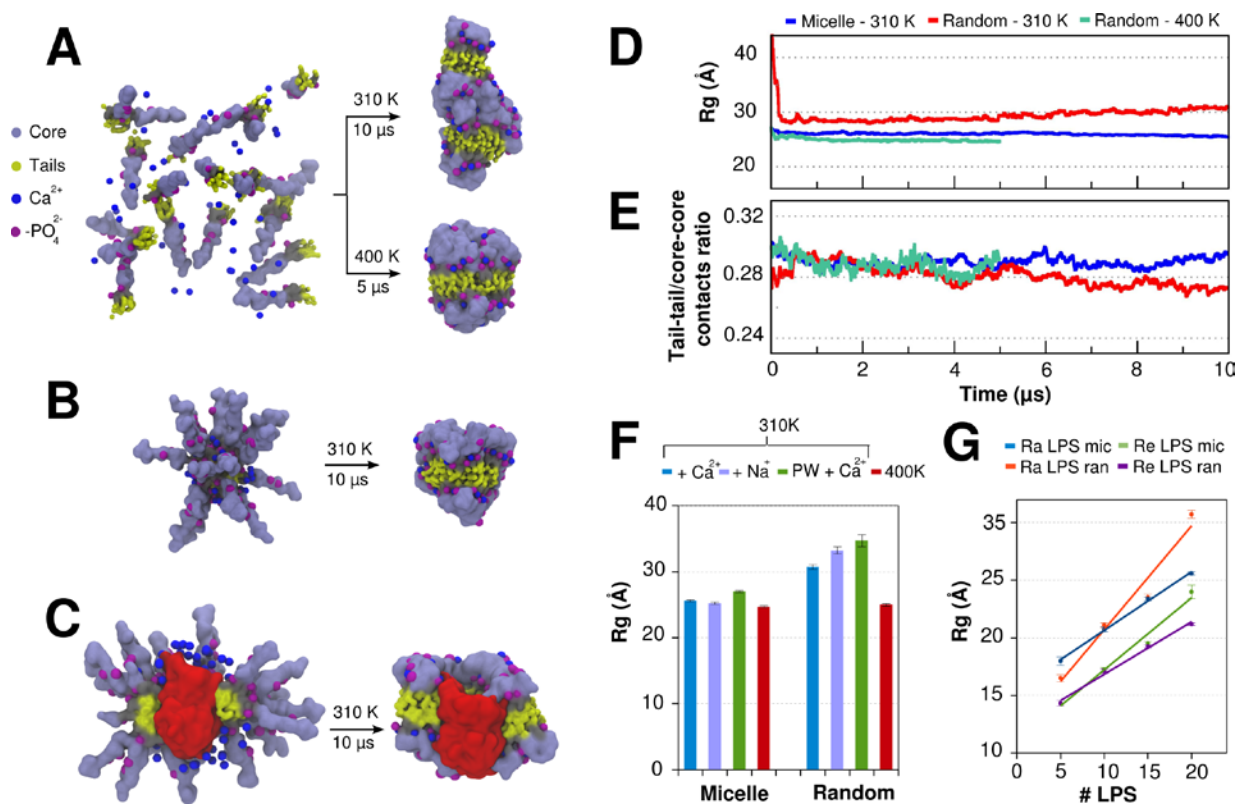 A
Core
Tails
Ca²⁺
-PO₄²⁻
310 K
10 µs
400 K
5 µs
B
310 K
10 µs
C
310 K
10 µs
D
Micelle - 310 K
Random - 310 K
Random - 400 K
Rg (Å)
40
30
20
E
Tail-tail/core-core
contacts ratio
0.32
0.28
0.24
0 2 4 6 8 10
Time (µs)
F
310K
+ Ca²⁺
+ Na⁺
PW + Ca²⁺
400K
Rg (Å)
40
30
20
10
0
Micelle Random
G
Ra LPS mic
Re LPS mic
Ra LPS ran
Re LPS ran
Rg (Å)
35
25
20
15
10
0 5 10 15 20
# LPS